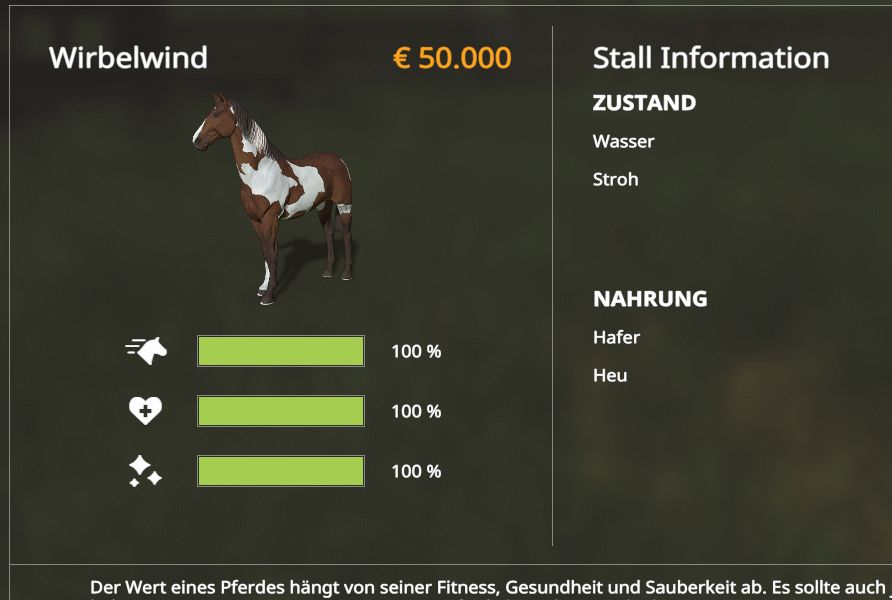 Wirbelwind
€ 50.000
100 %
100 %
100 %
Stall Information
ZUSTAND
Wasser
Stroh
NAHRUNG
Hafer
Heu
Der Wert eines Pferdes hängt von seiner Fitness, Gesundheit und Sauberkeit ab. Es sollte auch